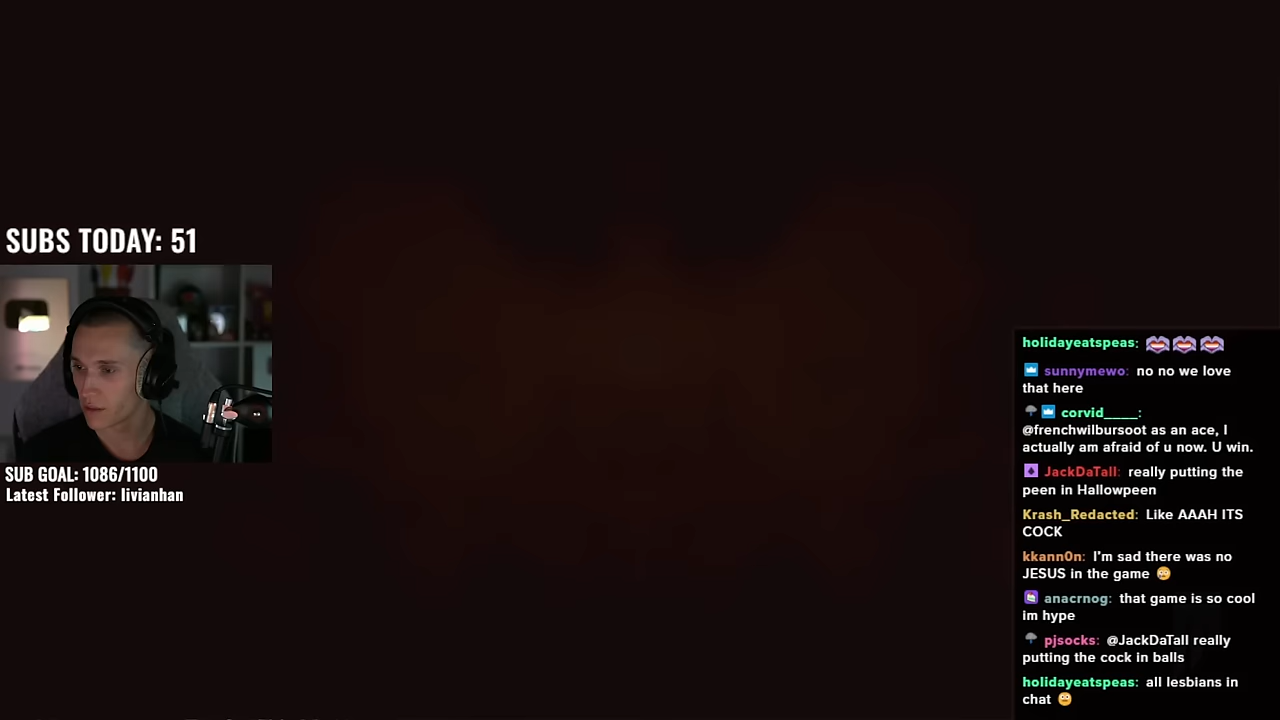 SUBS TODAY: 51
SUB GOAL: 1086/1100
Latest Follower: livianhan
holidayeatspeas:
sunnymewo: no no we love
that here
corvid____:
@frenchwilbursoot as an ace, I
actually am afraid of u now. U win.
JackDaTall: really putting the
peen in Hallowpeen
Krash_Redacted: Like AAAH ITS
COCK
kkann0n: I'm sad there was no
JESUS in the game
anacrnog: that game is so cool
im hype
pjsocks: @JackDaTall really
putting the cock in balls
holidayeatspeas: all lesbians in
chat